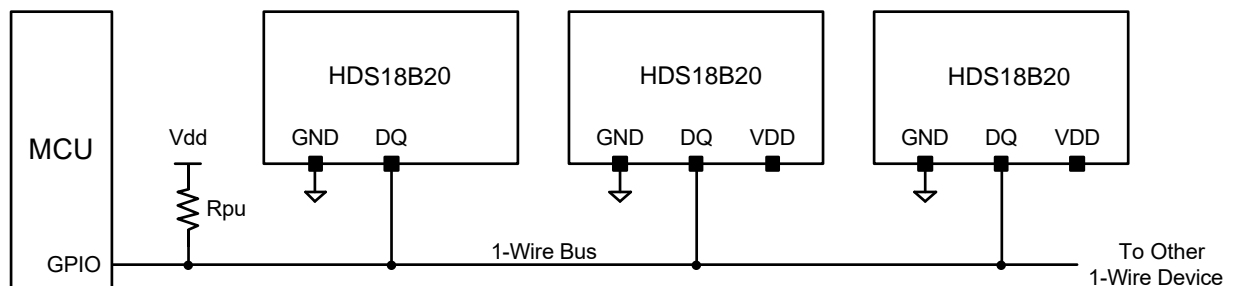 HDS18B20
HDS18B20
HDS18B20
MCU
Vdd
GND DQ
GND DQ VDD
GND DQ VDD
Rpu
GPIO
1-Wire Bus
To Other
1-Wire Device